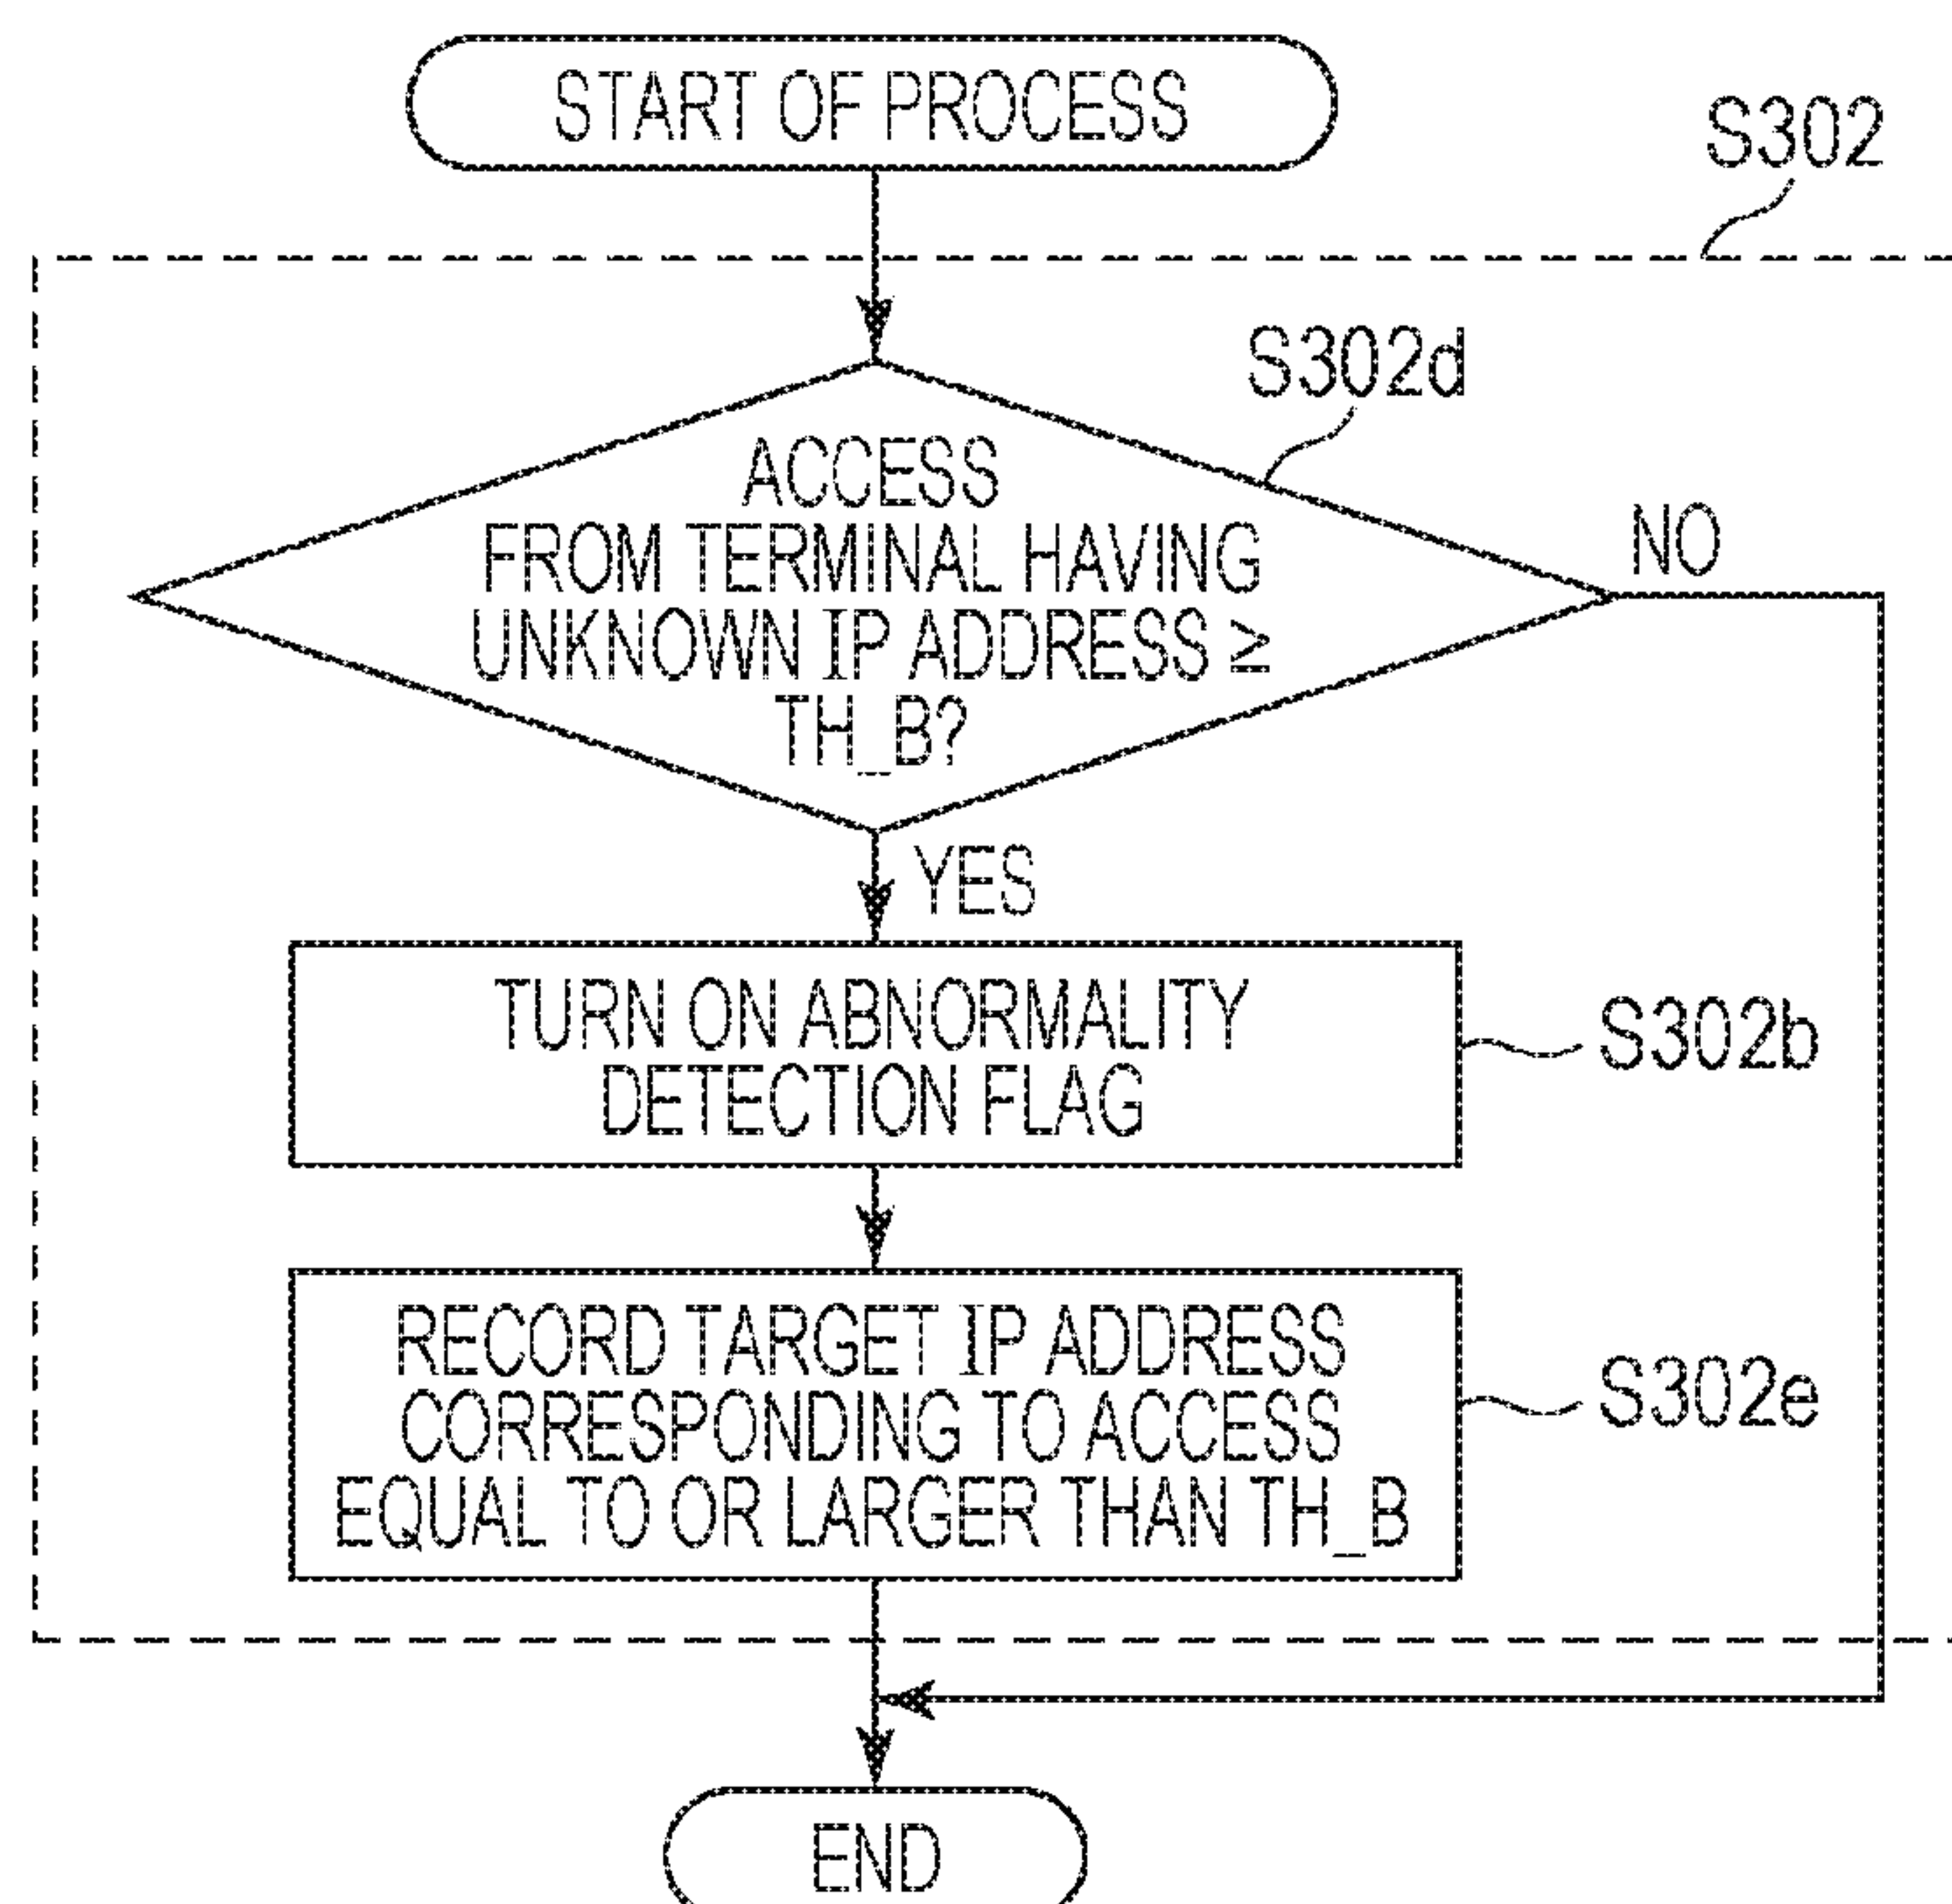 START OF PROCESS
S302
S302d
ACCESS
FROM TERMINAL HAVING
UNKNOWN IP ADDRESS ≥
TH_B?
NO
YES
TURN ON ABNORMALITY
DETECTION FLAG
S302b
RECORD TARGET IP ADDRESS
CORRESPONDING TO ACCESS
EQUAL TO OR LARGER THAN TH_B
S302e
END